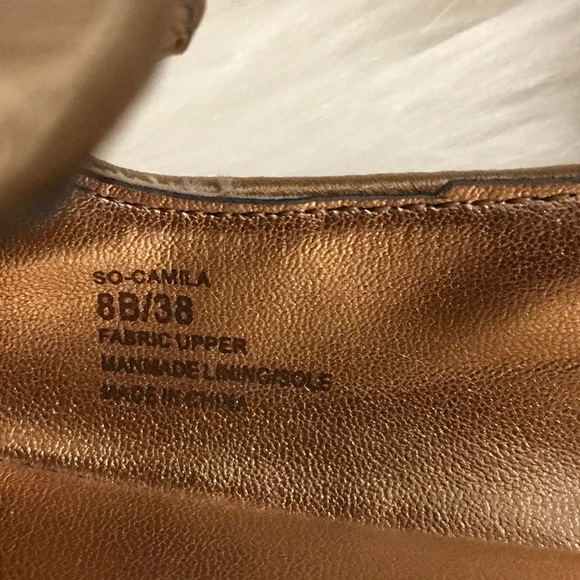 SO-CAMILA
8B/38
FABRIC UPPER
MANMADE LINING/SOLE
MADE IN CHINA